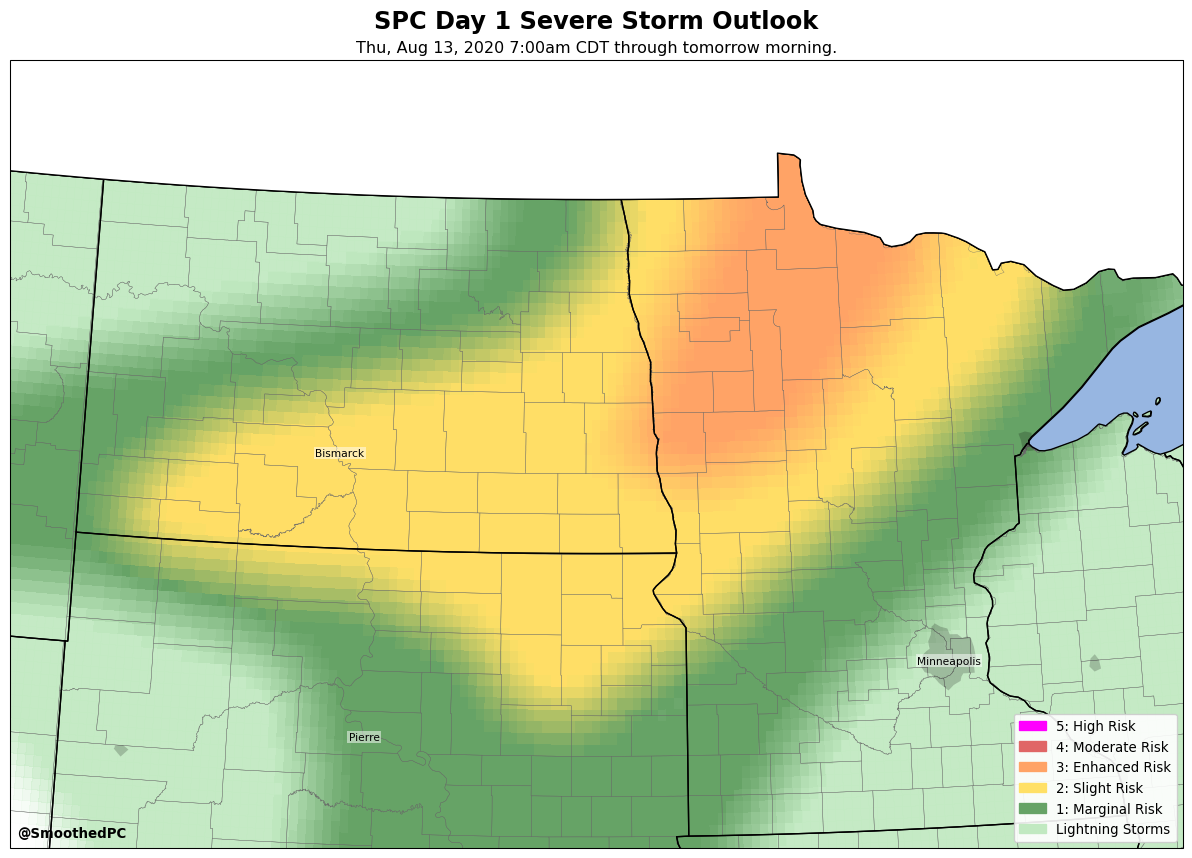 SPC Day 1 Severe Storm Outlook
Thu, Aug 13, 2020 7:00am CDT through tomorrow morning.
Bismarck
Minneapolis
Pierre
5: High Risk
4: Moderate Risk
3: Enhanced Risk
2: Slight Risk
1: Marginal Risk
Lightning Storms
@SmoothedPC